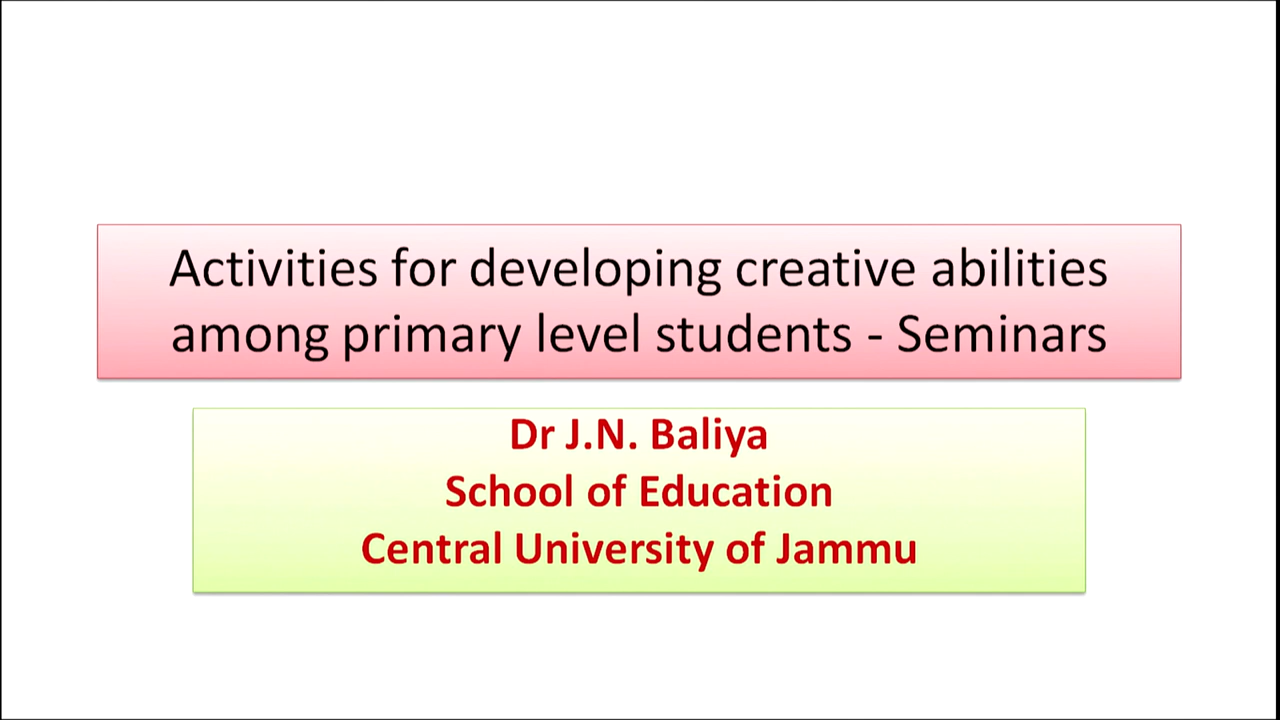 Activities for developing creative abilities
among primary level students - Seminars
Dr J.N. Baliya
School of Education
Central University of Jammu